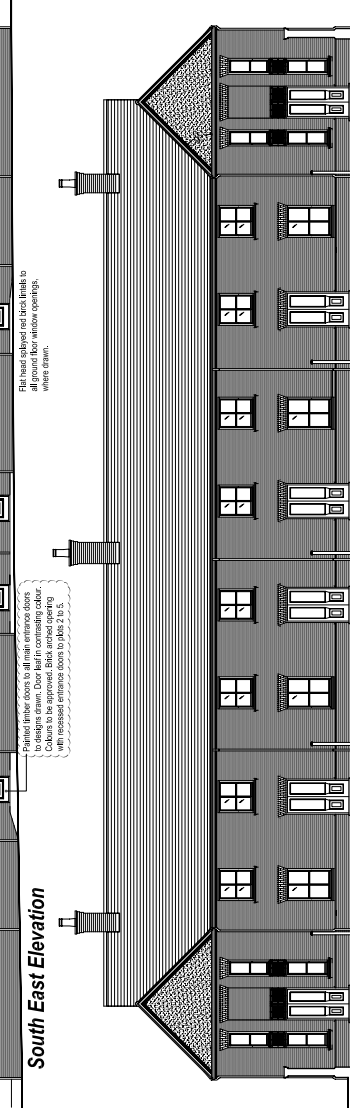 Flat head splayed red brick lintels to
all ground floor window openings,
where drawn.
Painted timber doors to all main entrance doors
to designs drawn. Door leaf in contrasting colour.
Colours to be approved. Brick arched opening
with recessed entrance doors to plots 2 to 5.
South East Elevation